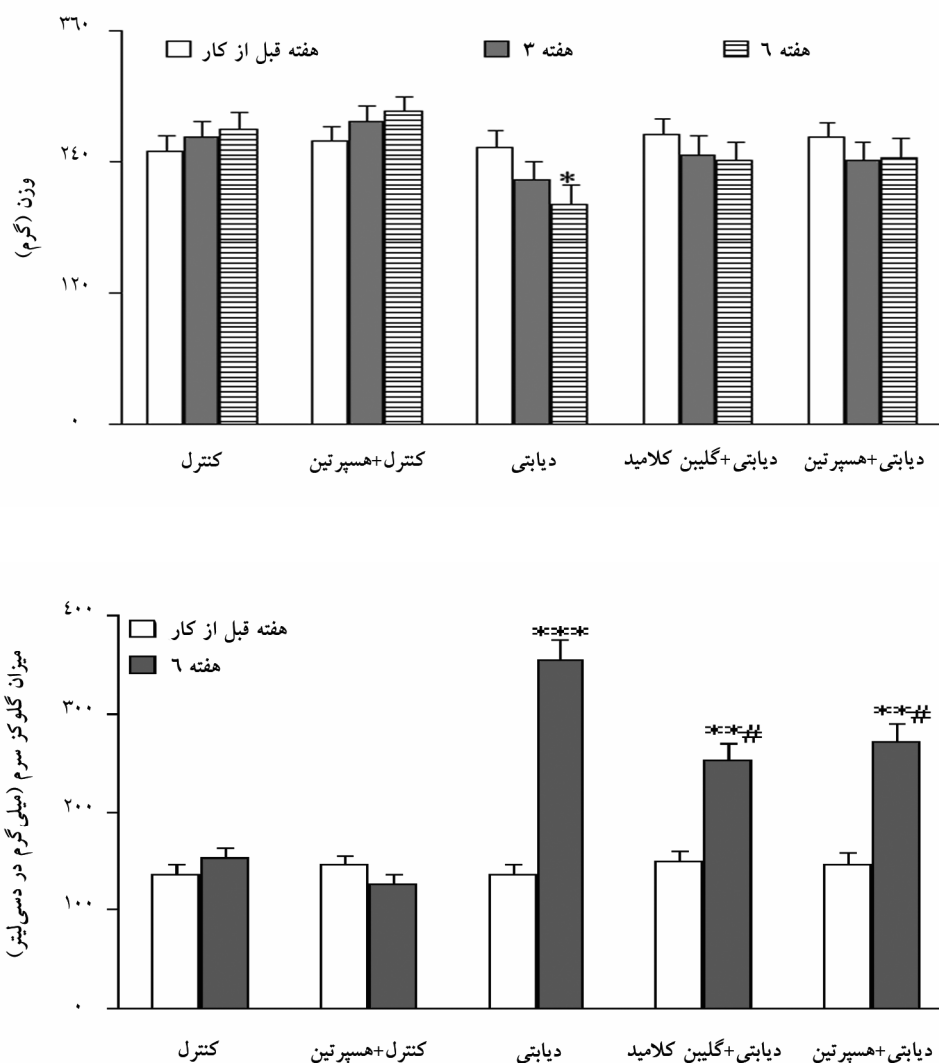 ۳۶۰
هفته قبل از کار
هفته ۳
هفته ۶
۲۴۰
۱۲۰
۰
وزن (گرم)
کنترل
کنترل+هسپرتین
دیابتی
*
دیابتی+گلیبن کلامید
دیابتی+هسپرتین
۴۰۰
هفته قبل از کار
هفته ۶
۳۰۰
۲۰۰
۱۰۰
۰
میزان گلوکز سرم (میلی گرم در دسی‌لیتر)
***
**#
**#
کنترل
کنترل+هسپرتین
دیابتی
دیابتی+گلیبن کلامید
دیابتی+هسپرتین